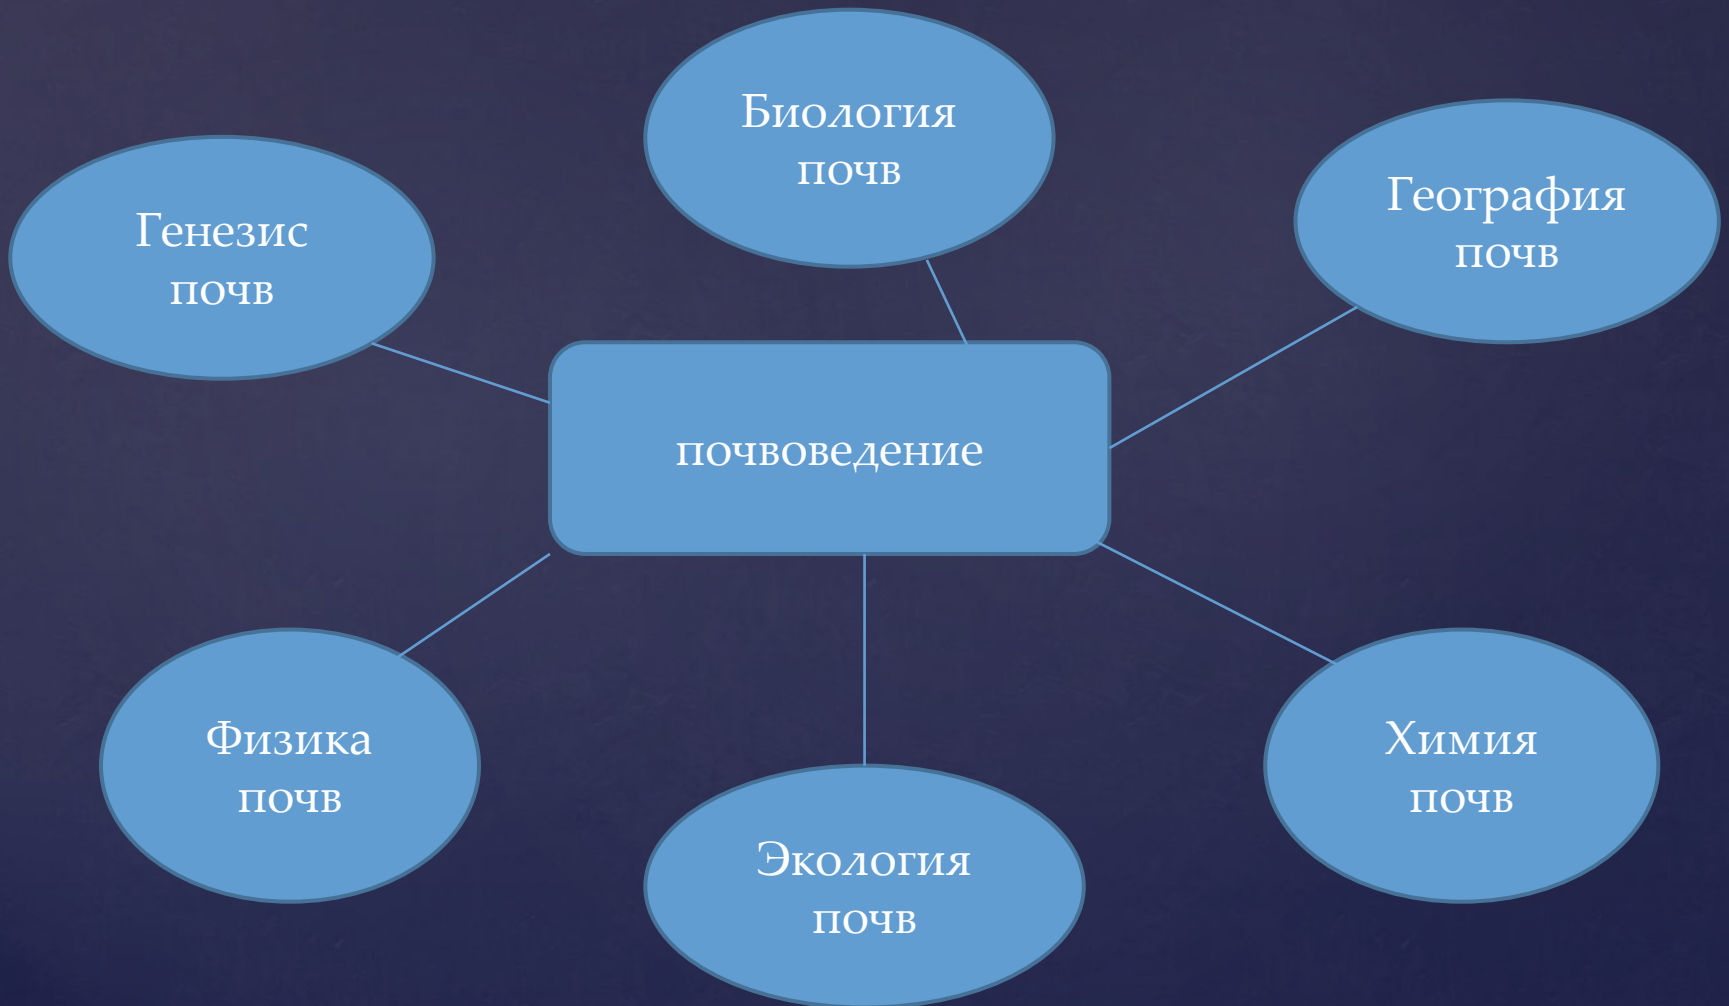 Биология
почв
География
почв
Генезис
почв
почвоведение
Физика
почв
Химия
почв
Экология
почв